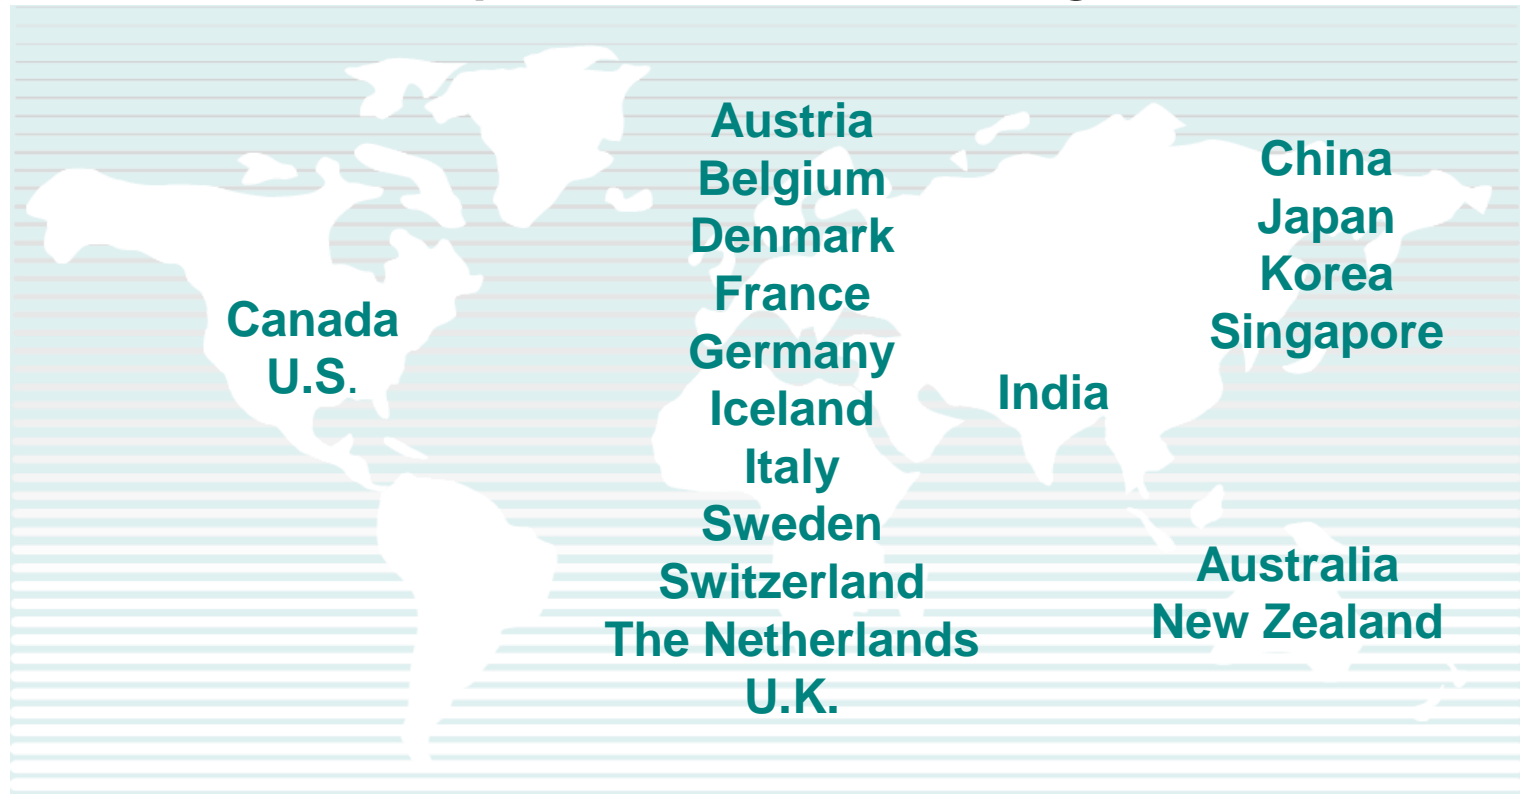 Canada
U.S.
Austria
Belgium
Denmark
France
Germany
Iceland
Italy
Sweden
Switzerland
The Netherlands
U.K.
India
China
Japan
Korea
Singapore
Australia
New Zealand